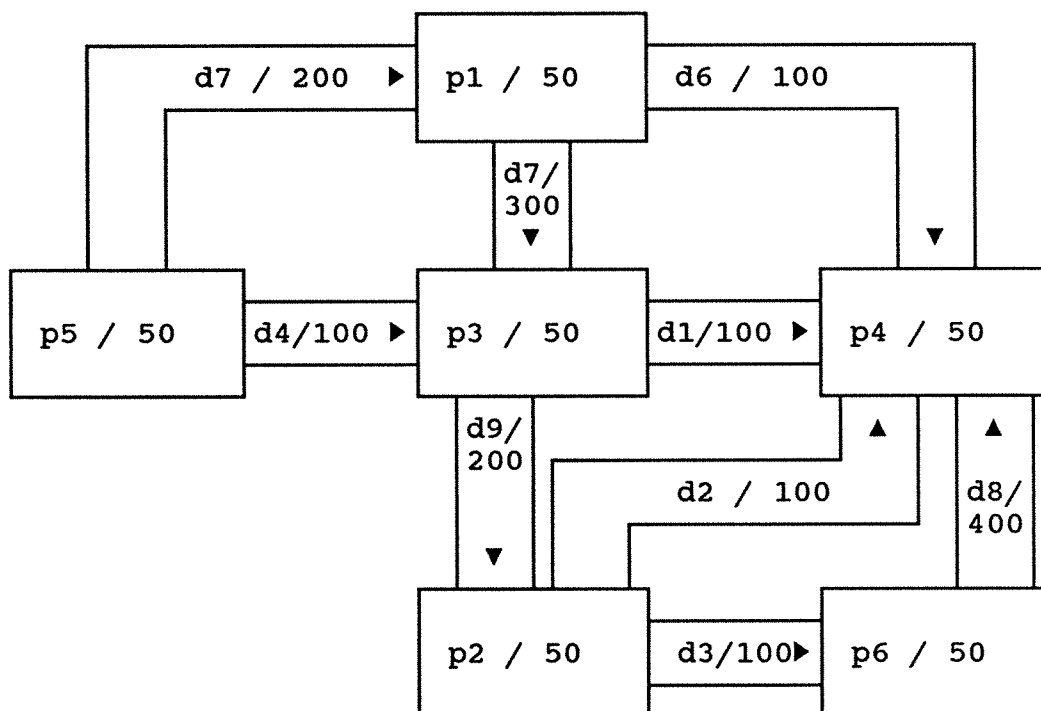 d7 / 200 ► p1 / 50 d6 / 100
d7/
300
▼ ▼
p5 / 50 d4/100 ► p3 / 50 d1/100 ► p4 / 50
d9/
200
▲ ▲
d2 / 100
d8/
400
▼
p2 / 50 d3/100► p6 / 50